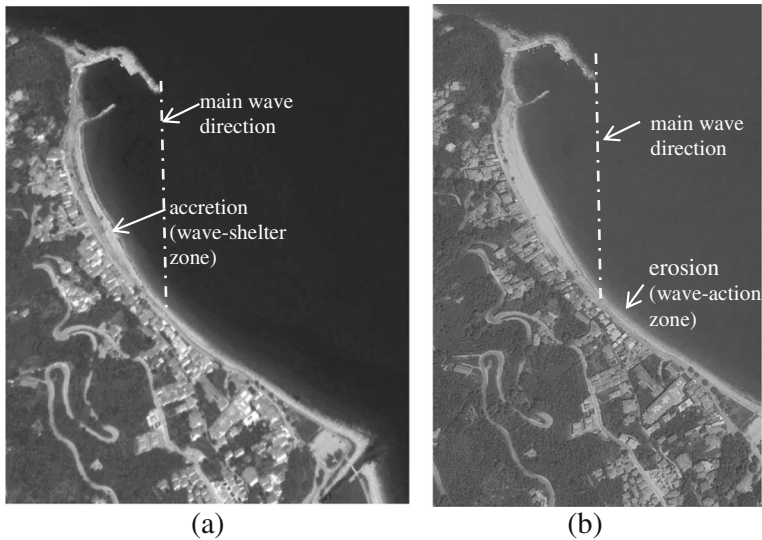 main wave
direction
accretion
(wave-shelter
zone)
main wave
direction
erosion
(wave-action
zone)
(a)
(b)